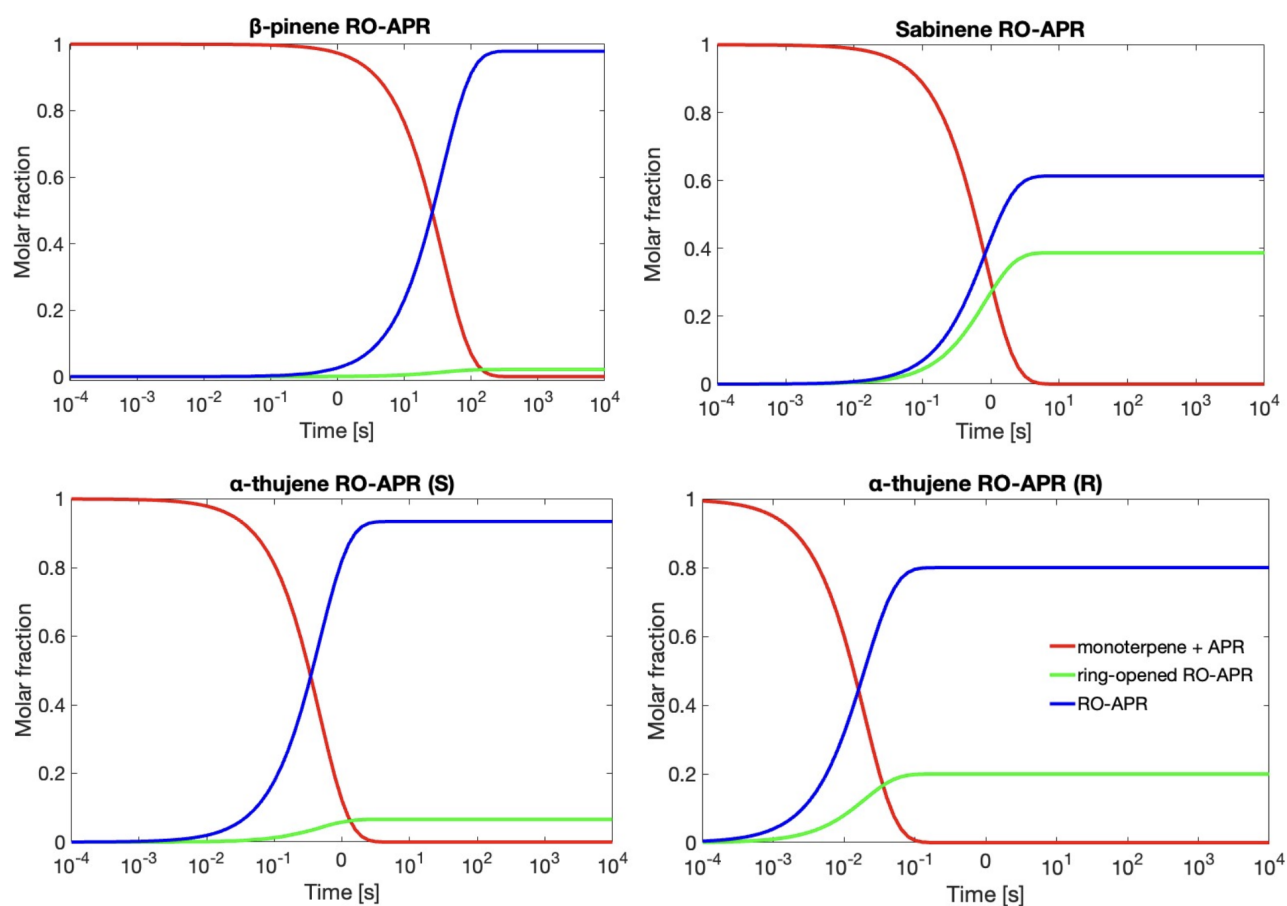 β-pinene RO-APR
1
0.8
0.6
0.4
0.2
0
Molar fraction
10-4 10-3 10-2 10-1 0 101 102 103 104
Time [s]
Sabinene RO-APR
1
0.8
0.6
0.4
0.2
0
Molar fraction
10-4 10-3 10-2 10-1 0 101 102 103 104
Time [s]
α-thujene RO-APR (S)
1
0.8
0.6
0.4
0.2
0
Molar fraction
10-4 10-3 10-2 10-1 0 101 102 103 104
Time [s]
α-thujene RO-APR (R)
1
0.8
0.6
0.4
0.2
0
Molar fraction
monoterpene + APR
ring-opened RO-APR
RO-APR
10-4 10-3 10-2 10-1 0 101 102 103 104
Time [s]